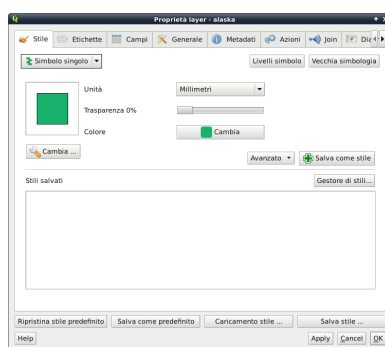 Proprietà layer - alaska
Stile Etichette Campi Generale Metadati Azioni Join Dia
Simbolo singolo Livelli simbolo Vecchia simbologia
Unità Millimetri
Trasparenza 0%
Colore Cambia
Cambia ...
Avanzato Salva come stile
Stili salvati Gestore di stili...
Ripristina stile predefinito Salva come predefinito Caricamento stile ... Salva stile ...
Help Apply Cancel OK